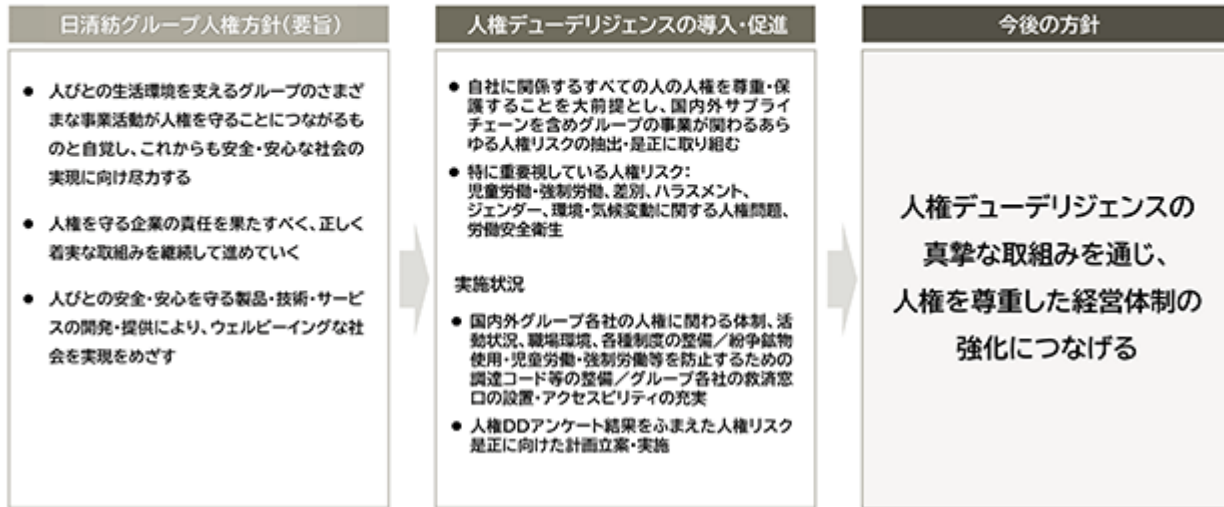 日清紡グループ人権方針(要旨)
● 人びとの生活環境を支えるグループのさまざ
まな事業活動が人権を守ることにつながるも
のと自覚し、これからも安全・安心な社会の
実現に向け尽力する
● 人権を守る企業の責任を果たすべく、正しく
着実な取組みを継続して進めていく
● 人びとの安全・安心を守る製品・技術・サービ
スの開発・提供により、ウェルビーイングな社
会を実現をめざす
人権デューデリジェンスの導入・促進
● 自社に関係するすべての人の人権を尊重・保
護することを大前提とし、国内外サプライ
チェーンを含めグループの事業が関わるあら
ゆる人権リスクの抽出・是正に取り組む
● 特に重要視している人権リスク:
児童労働・強制労働、差別、ハラスメント、
ジェンダー、環境・気候変動に関する人権問題、
労働安全衛生
実施状況
● 国内外グループ各社の人権に関わる体制、活
動状況、職場環境、各種制度の整備/紛争鉱物
使用・児童労働・強制労働等を防止するための
調達コード等の整備/グループ各社の救済窓
口の設置・アクセスビリティの充実
● 人権DDアンケート結果をふまえた人権リスク
是正に向けた計画立案・実施
今後の方針
人権デューデリジェンスの
真摯な取組みを通じ、
人権を尊重した経営体制の
強化につなげる